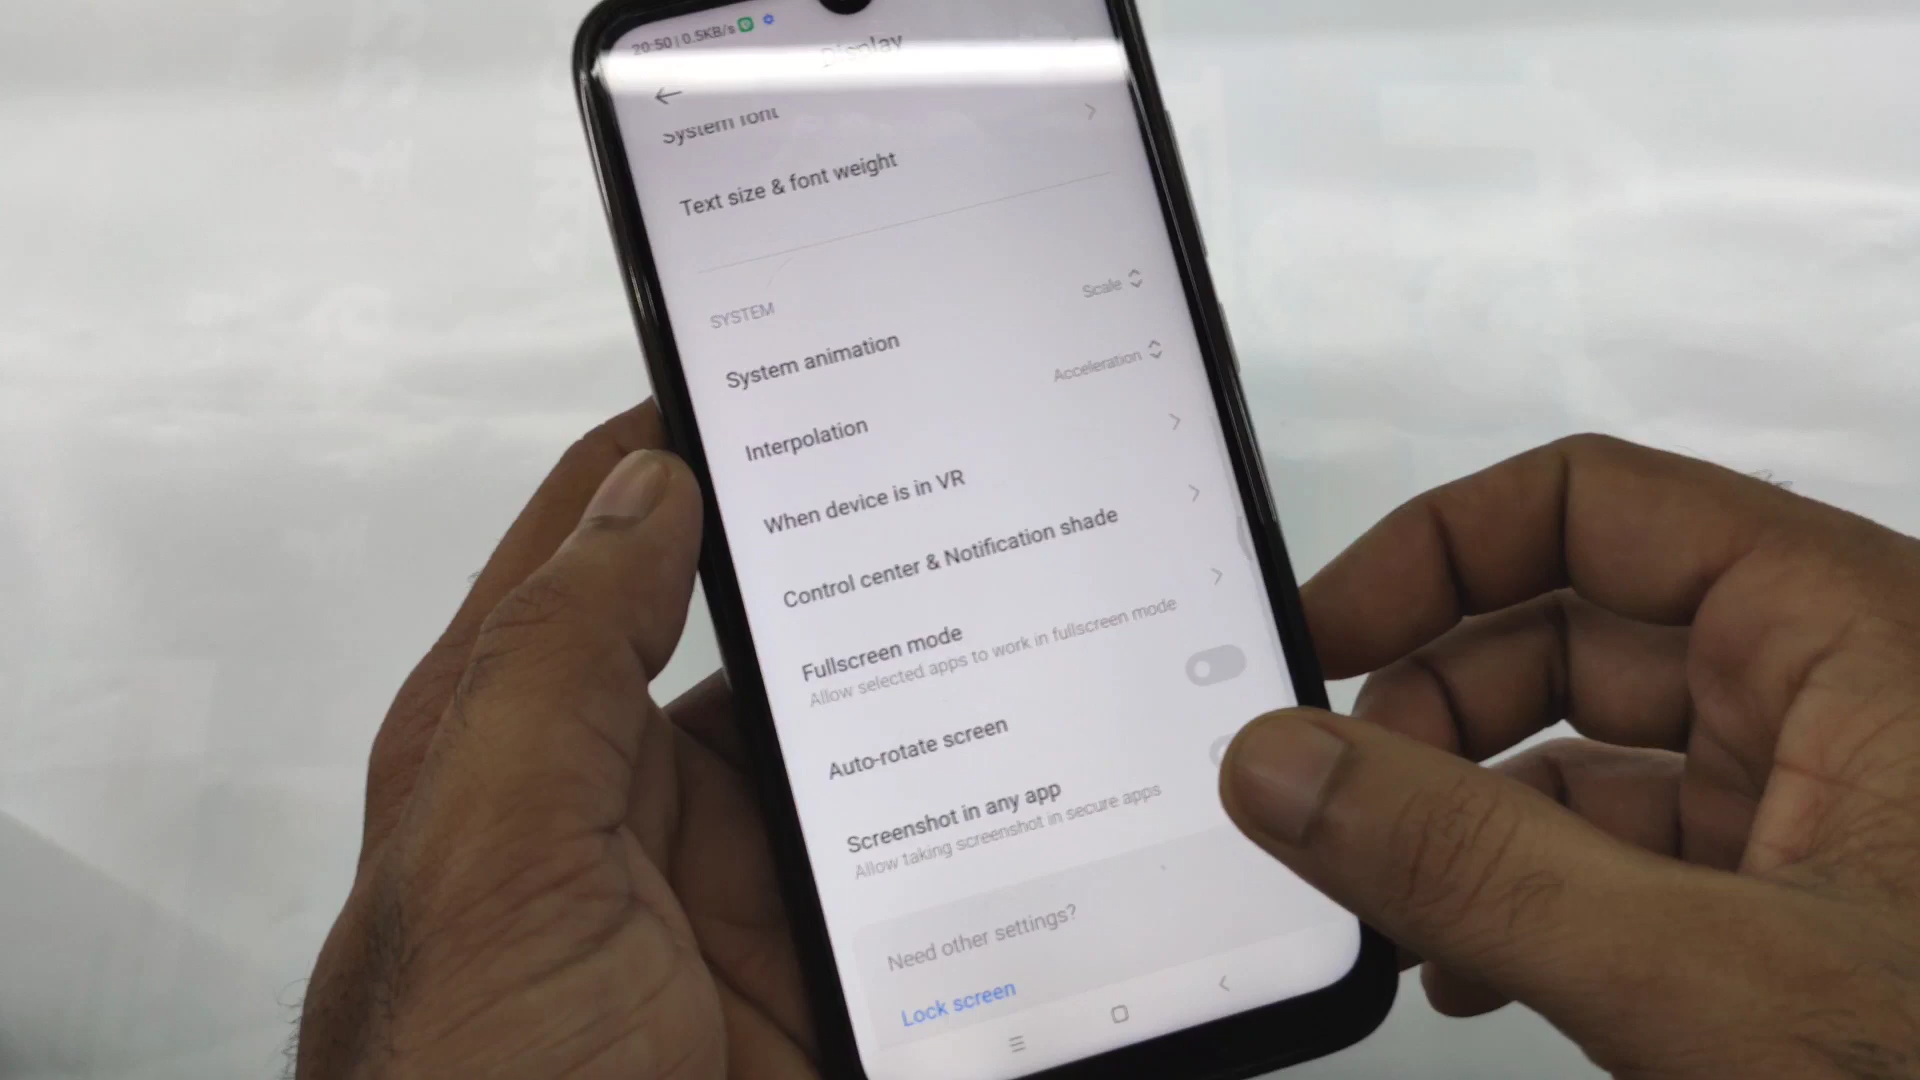 20:50 | 0.5KB/s
Display
System font
Text size & font weight
SYSTEM
System animation Scale
Interpolation Acceleration
When device is in VR
Control center & Notification shade
Fullscreen mode
Allow selected apps to work in fullscreen mode
Auto-rotate screen
Screenshot in any app
Allow taking screenshot in secure apps
Need other settings?
Lock screen